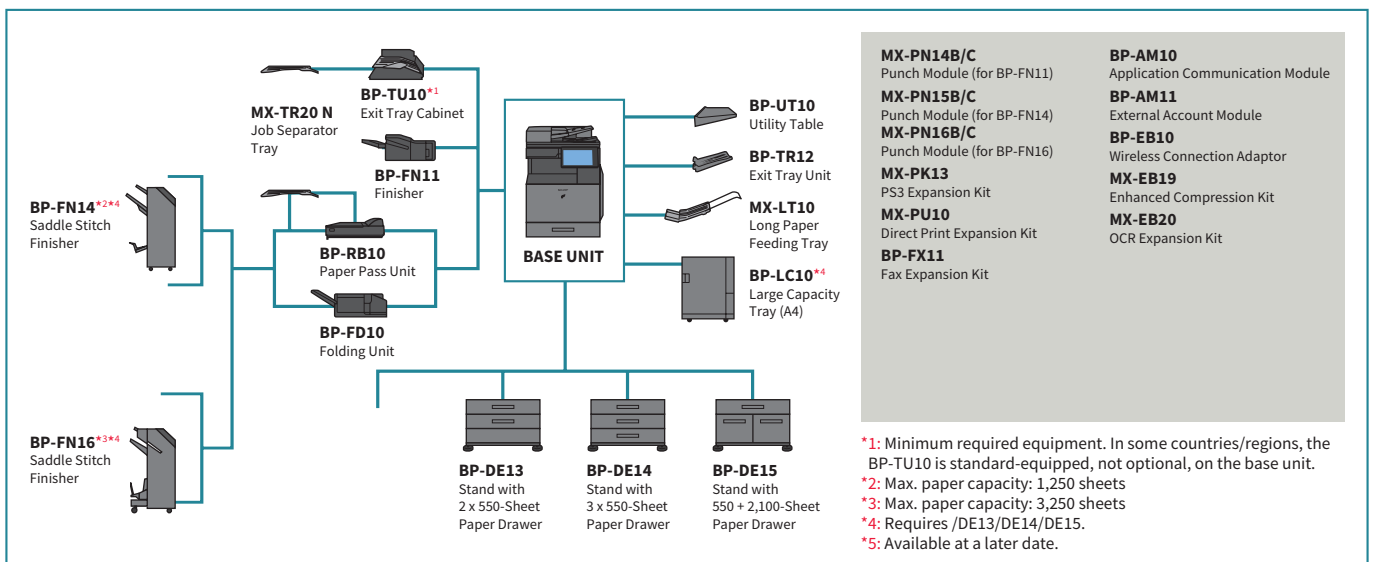 MX-TR20 N
Job Separator
Tray
BP-TU10*1
Exit Tray Cabinet
BP-FN11
Finisher
BP-FN14*2*4
Saddle Stitch
Finisher
BP-RB10
Paper Pass Unit
BP-FD10
Folding Unit
BP-FN16*3*4
Saddle Stitch
Finisher
BASE UNIT
BP-UT10
Utility Table
BP-TR12
Exit Tray Unit
MX-LT10
Long Paper
Feeding Tray
BP-LC10*4
Large Capacity
Tray (A4)
BP-DE13
Stand with
2 x 550-Sheet
Paper Drawer
BP-DE14
Stand with
3 x 550-Sheet
Paper Drawer
BP-DE15
Stand with
550 + 2,100-Sheet
Paper Drawer
MX-PN14B/C
Punch Module (for BP-FN11)
MX-PN15B/C
Punch Module (for BP-FN14)
MX-PN16B/C
Punch Module (for BP-FN16)
MX-PK13
PS3 Expansion Kit
MX-PU10
Direct Print Expansion Kit
BP-FX11
Fax Expansion Kit
BP-AM10
Application Communication Module
BP-AM11
External Account Module
BP-EB10
Wireless Connection Adaptor
MX-EB19
Enhanced Compression Kit
MX-EB20
OCR Expansion Kit
*1: Minimum required equipment. In some countries/regions, the
BP-TU10 is standard-equipped, not optional, on the base unit.
*2: Max. paper capacity: 1,250 sheets
*3: Max. paper capacity: 3,250 sheets
*4: Requires /DE13/DE14/DE15.
*5: Available at a later date.